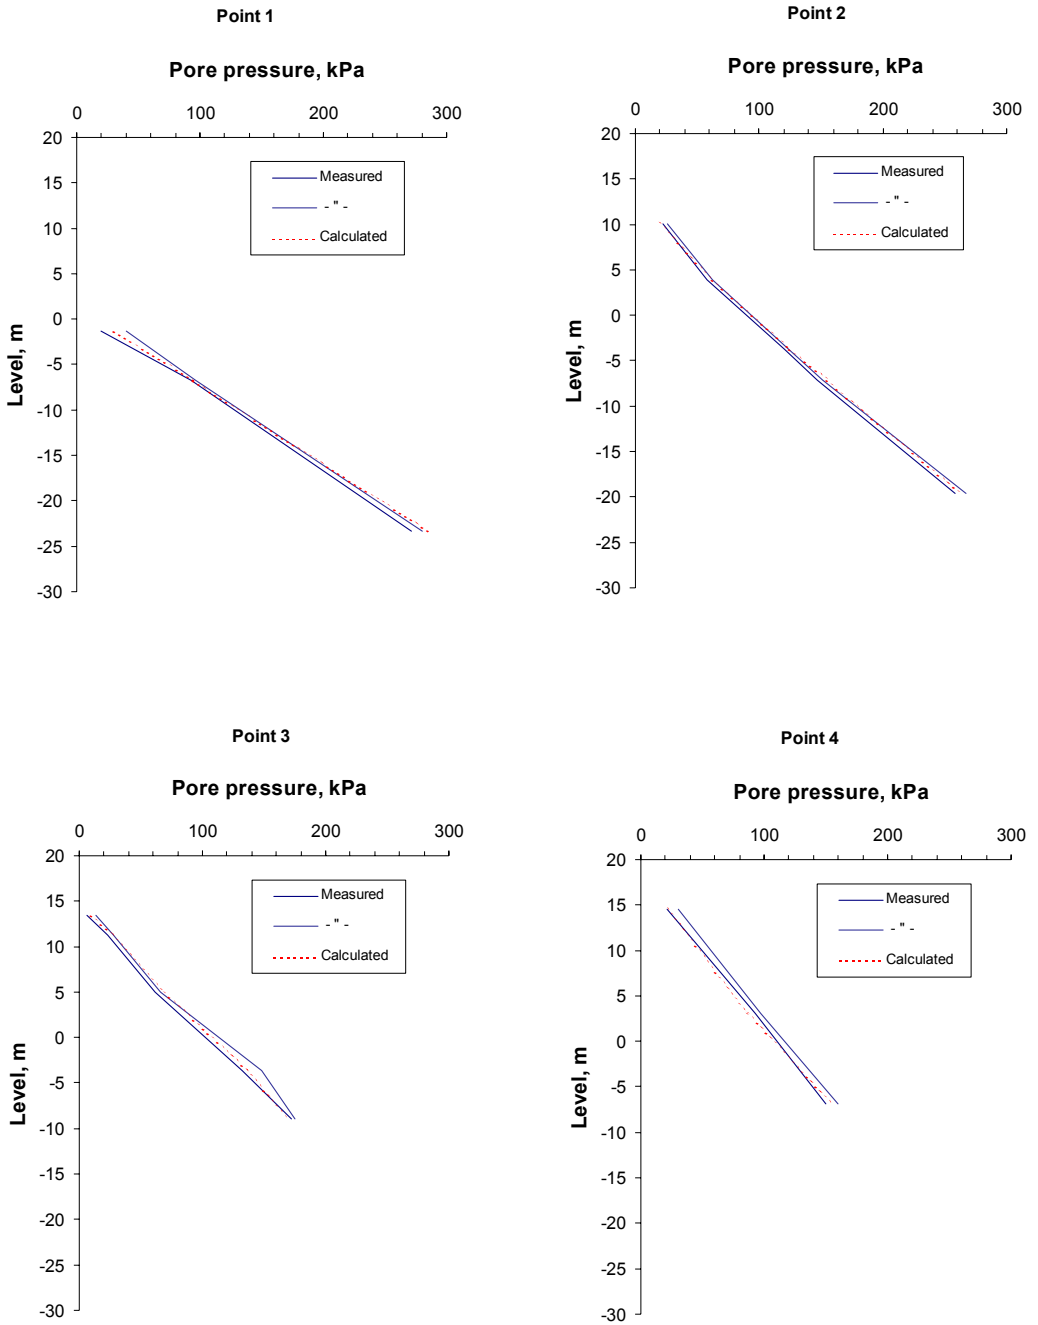 Point 1
Pore pressure, kPa
0 100 200 300
20
15
10
5
0
-5
-10
-15
-20
-25
-30
Level, m
Measured
- " -
Calculated
Point 2
Pore pressure, kPa
0 100 200 300
20
15
10
5
0
-5
-10
-15
-20
-25
-30
Level, m
Measured
- " -
Calculated
Point 3
Pore pressure, kPa
0 100 200 300
20
15
10
5
0
-5
-10
-15
-20
-25
-30
Level, m
Measured
- " -
Calculated
Point 4
Pore pressure, kPa
0 100 200 300
20
15
10
5
0
-5
-10
-15
-20
-25
-30
Level, m
Measured
- " -
Calculated